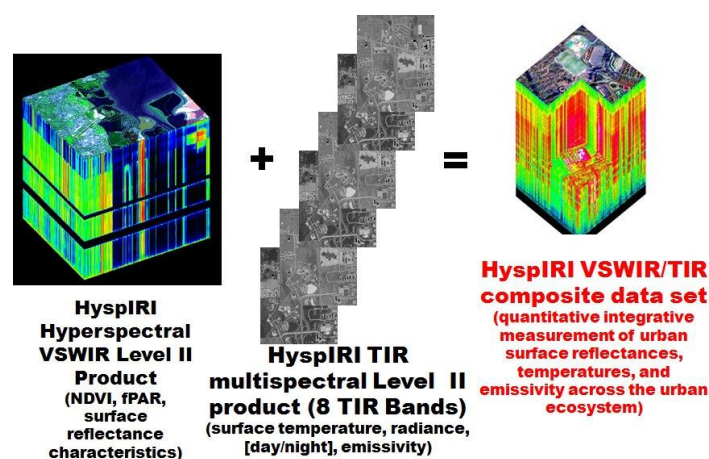 +
=
HyspIRI
Hyperspectral
VSWIR Level II
Product
(NDVI, fPAR,
surface
reflectance
characteristics)
HyspIRI TIR
multispectral Level II
product (8 TIR Bands)
(surface temperature, radiance,
[day/night], emissivity)
HyspIRI VSWIR/TIR
composite data set
(quantitative integrative
measurement of urban
surface reflectances,
temperatures, and
emissivity across the urban
ecosystem)